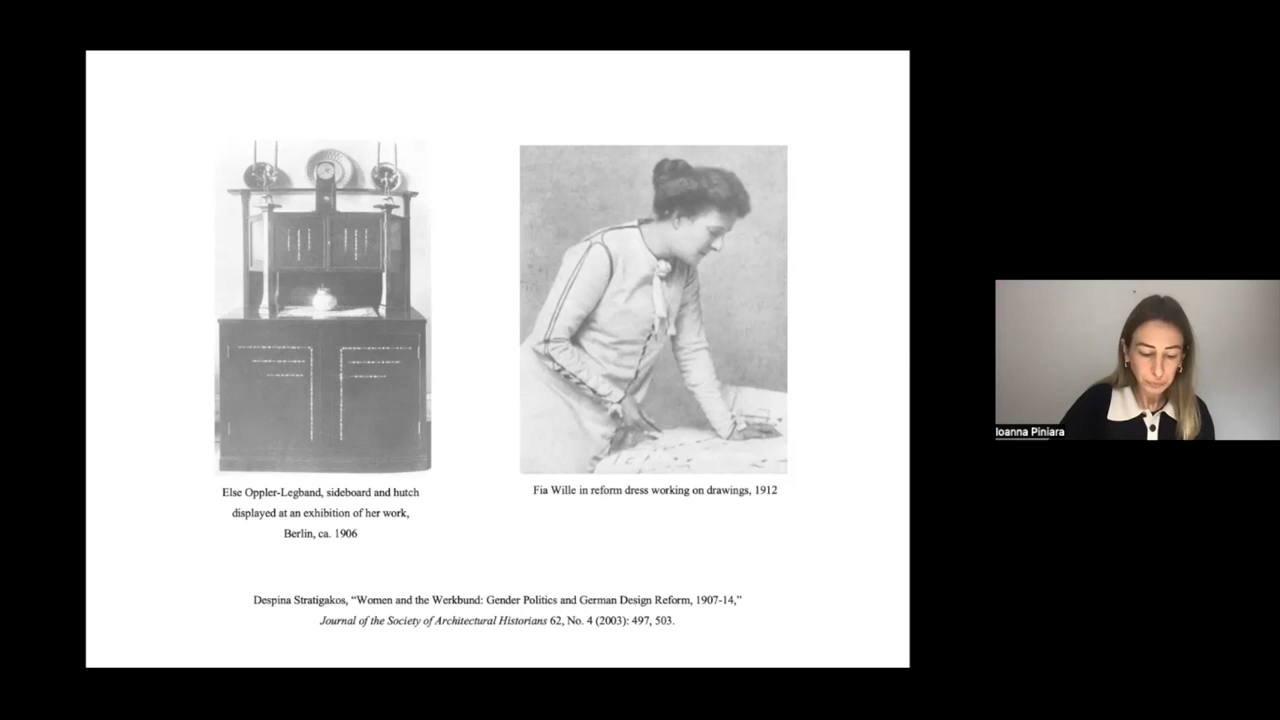 Else Oppler-Legband, sideboard and hutch
displayed at an exhibition of her work,
Berlin, ca. 1906
Fia Wille in reform dress working on drawings, 1912
Despina Stratigakos, “Women and the Werkbund: Gender Politics and German Design Reform, 1907-14,”
Journal of the Society of Architectural Historians 62, No. 4 (2003): 497, 503.
Ioanna Piniara